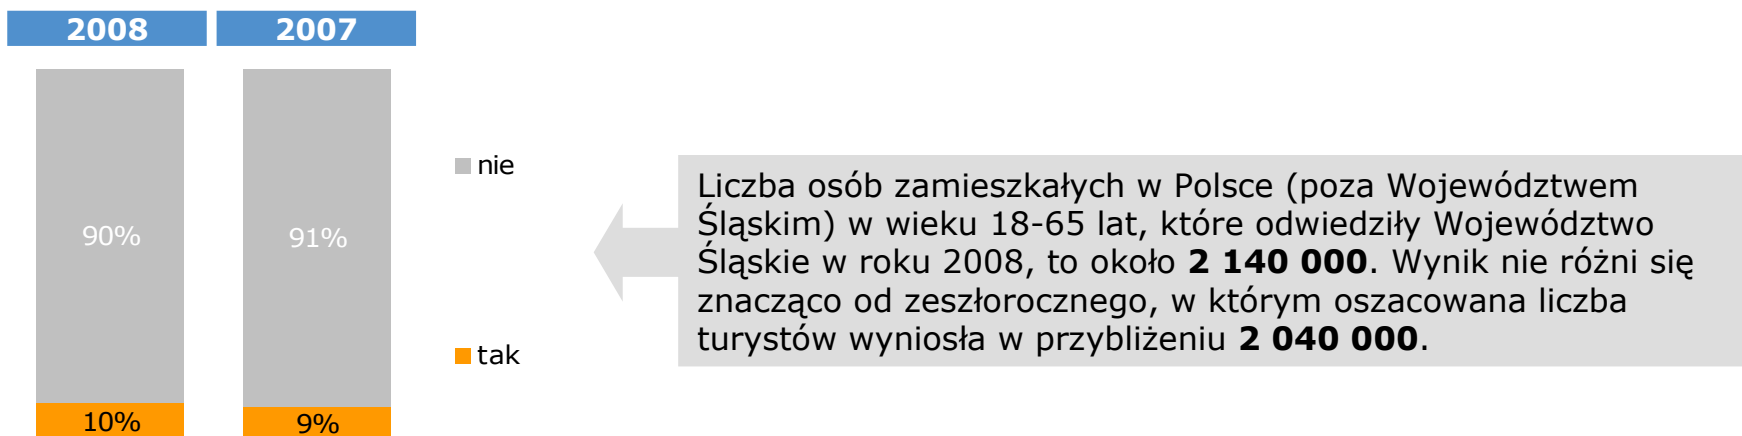 2008 2007
90% 91%
10% 9%
nie
tak
Liczba osób zamieszkałych w Polsce (poza Województwem
Śląskim) w wieku 18-65 lat, które odwiedziły Województwo
Śląskie w roku 2008, to około 2 140 000. Wynik nie różni się
znacząco od zeszłorocznego, w którym oszacowana liczba
turystów wyniosła w przybliżeniu 2 040 000.